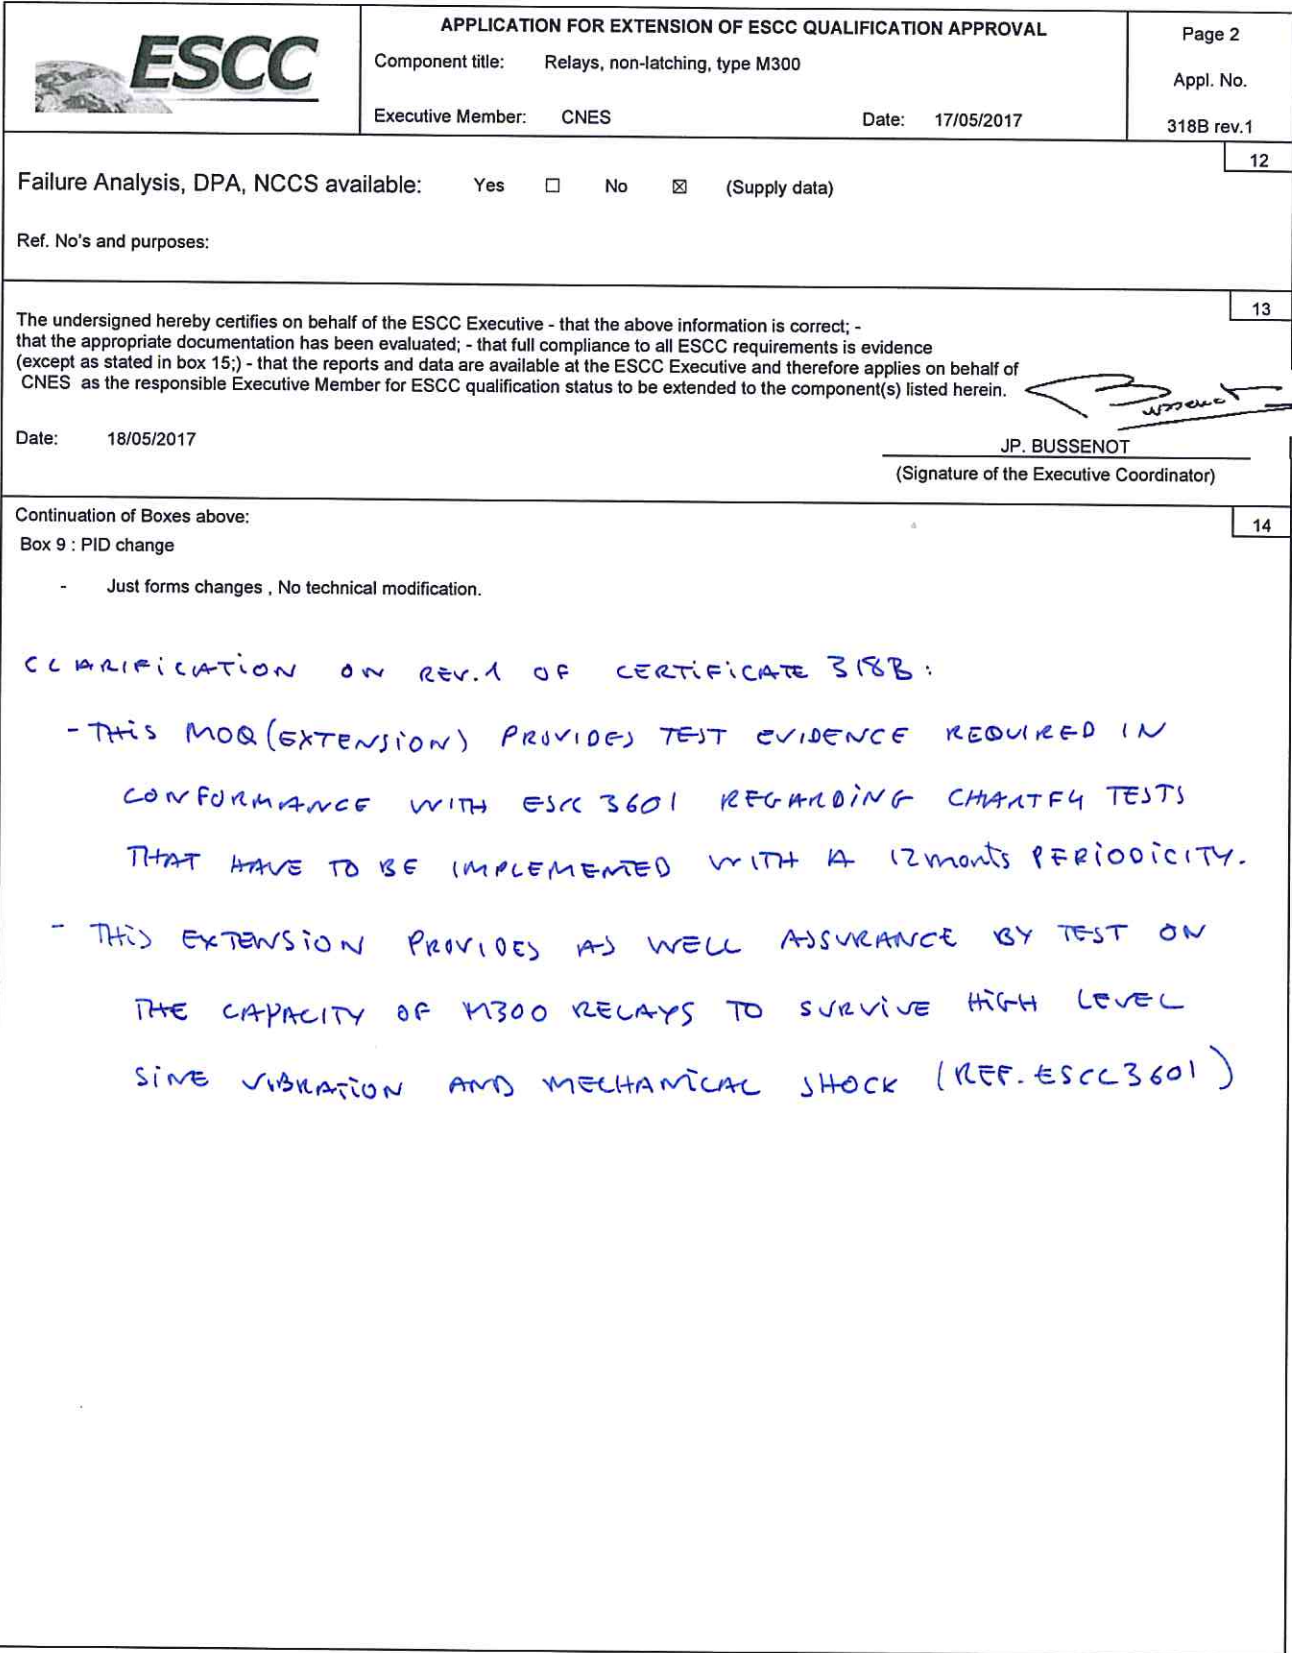 ESCC
APPLICATION FOR EXTENSION OF ESCC QUALIFICATION APPROVAL
Component title: Relays, non-latching, type M300
Executive Member: CNES Date: 17/05/2017
Page 2
Appl. No.
318B rev.1
12
Failure Analysis, DPA, NCCS available: Yes ☐ No ☒ (Supply data)
Ref. No's and purposes:
13
The undersigned hereby certifies on behalf of the ESCC Executive - that the above information is correct; -
that the appropriate documentation has been evaluated; - that full compliance to all ESCC requirements is evidence
(except as stated in box 15;) - that the reports and data are available at the ESCC Executive and therefore applies on behalf of
CNES as the responsible Executive Member for ESCC qualification status to be extended to the component(s) listed herein.
Bussenot
Date: 18/05/2017
JP. BUSSENOT
(Signature of the Executive Coordinator)
Continuation of Boxes above:
14
Box 9 : PID change
- Just forms changes , No technical modification.
CLARIFICATION ON REV.1 OF CERTIFICATE 318B:
- THIS MOQ (EXTENSION) PROVIDES TEST EVIDENCE REQUIRED IN
CONFORMANCE WITH ESCC 3601 REGARDING CHARTF4 TESTS
THAT HAVE TO BE IMPLEMENTED WITH A 12 monts PERIODICITY.
- THIS EXTENSION PROVIDES AS WELL ASSURANCE BY TEST ON
THE CAPACITY OF M300 RELAYS TO SURVIVE HIGH LEVEL
SINE VIBRATION AND MECHANICAL SHOCK (REF. ESCC3601)